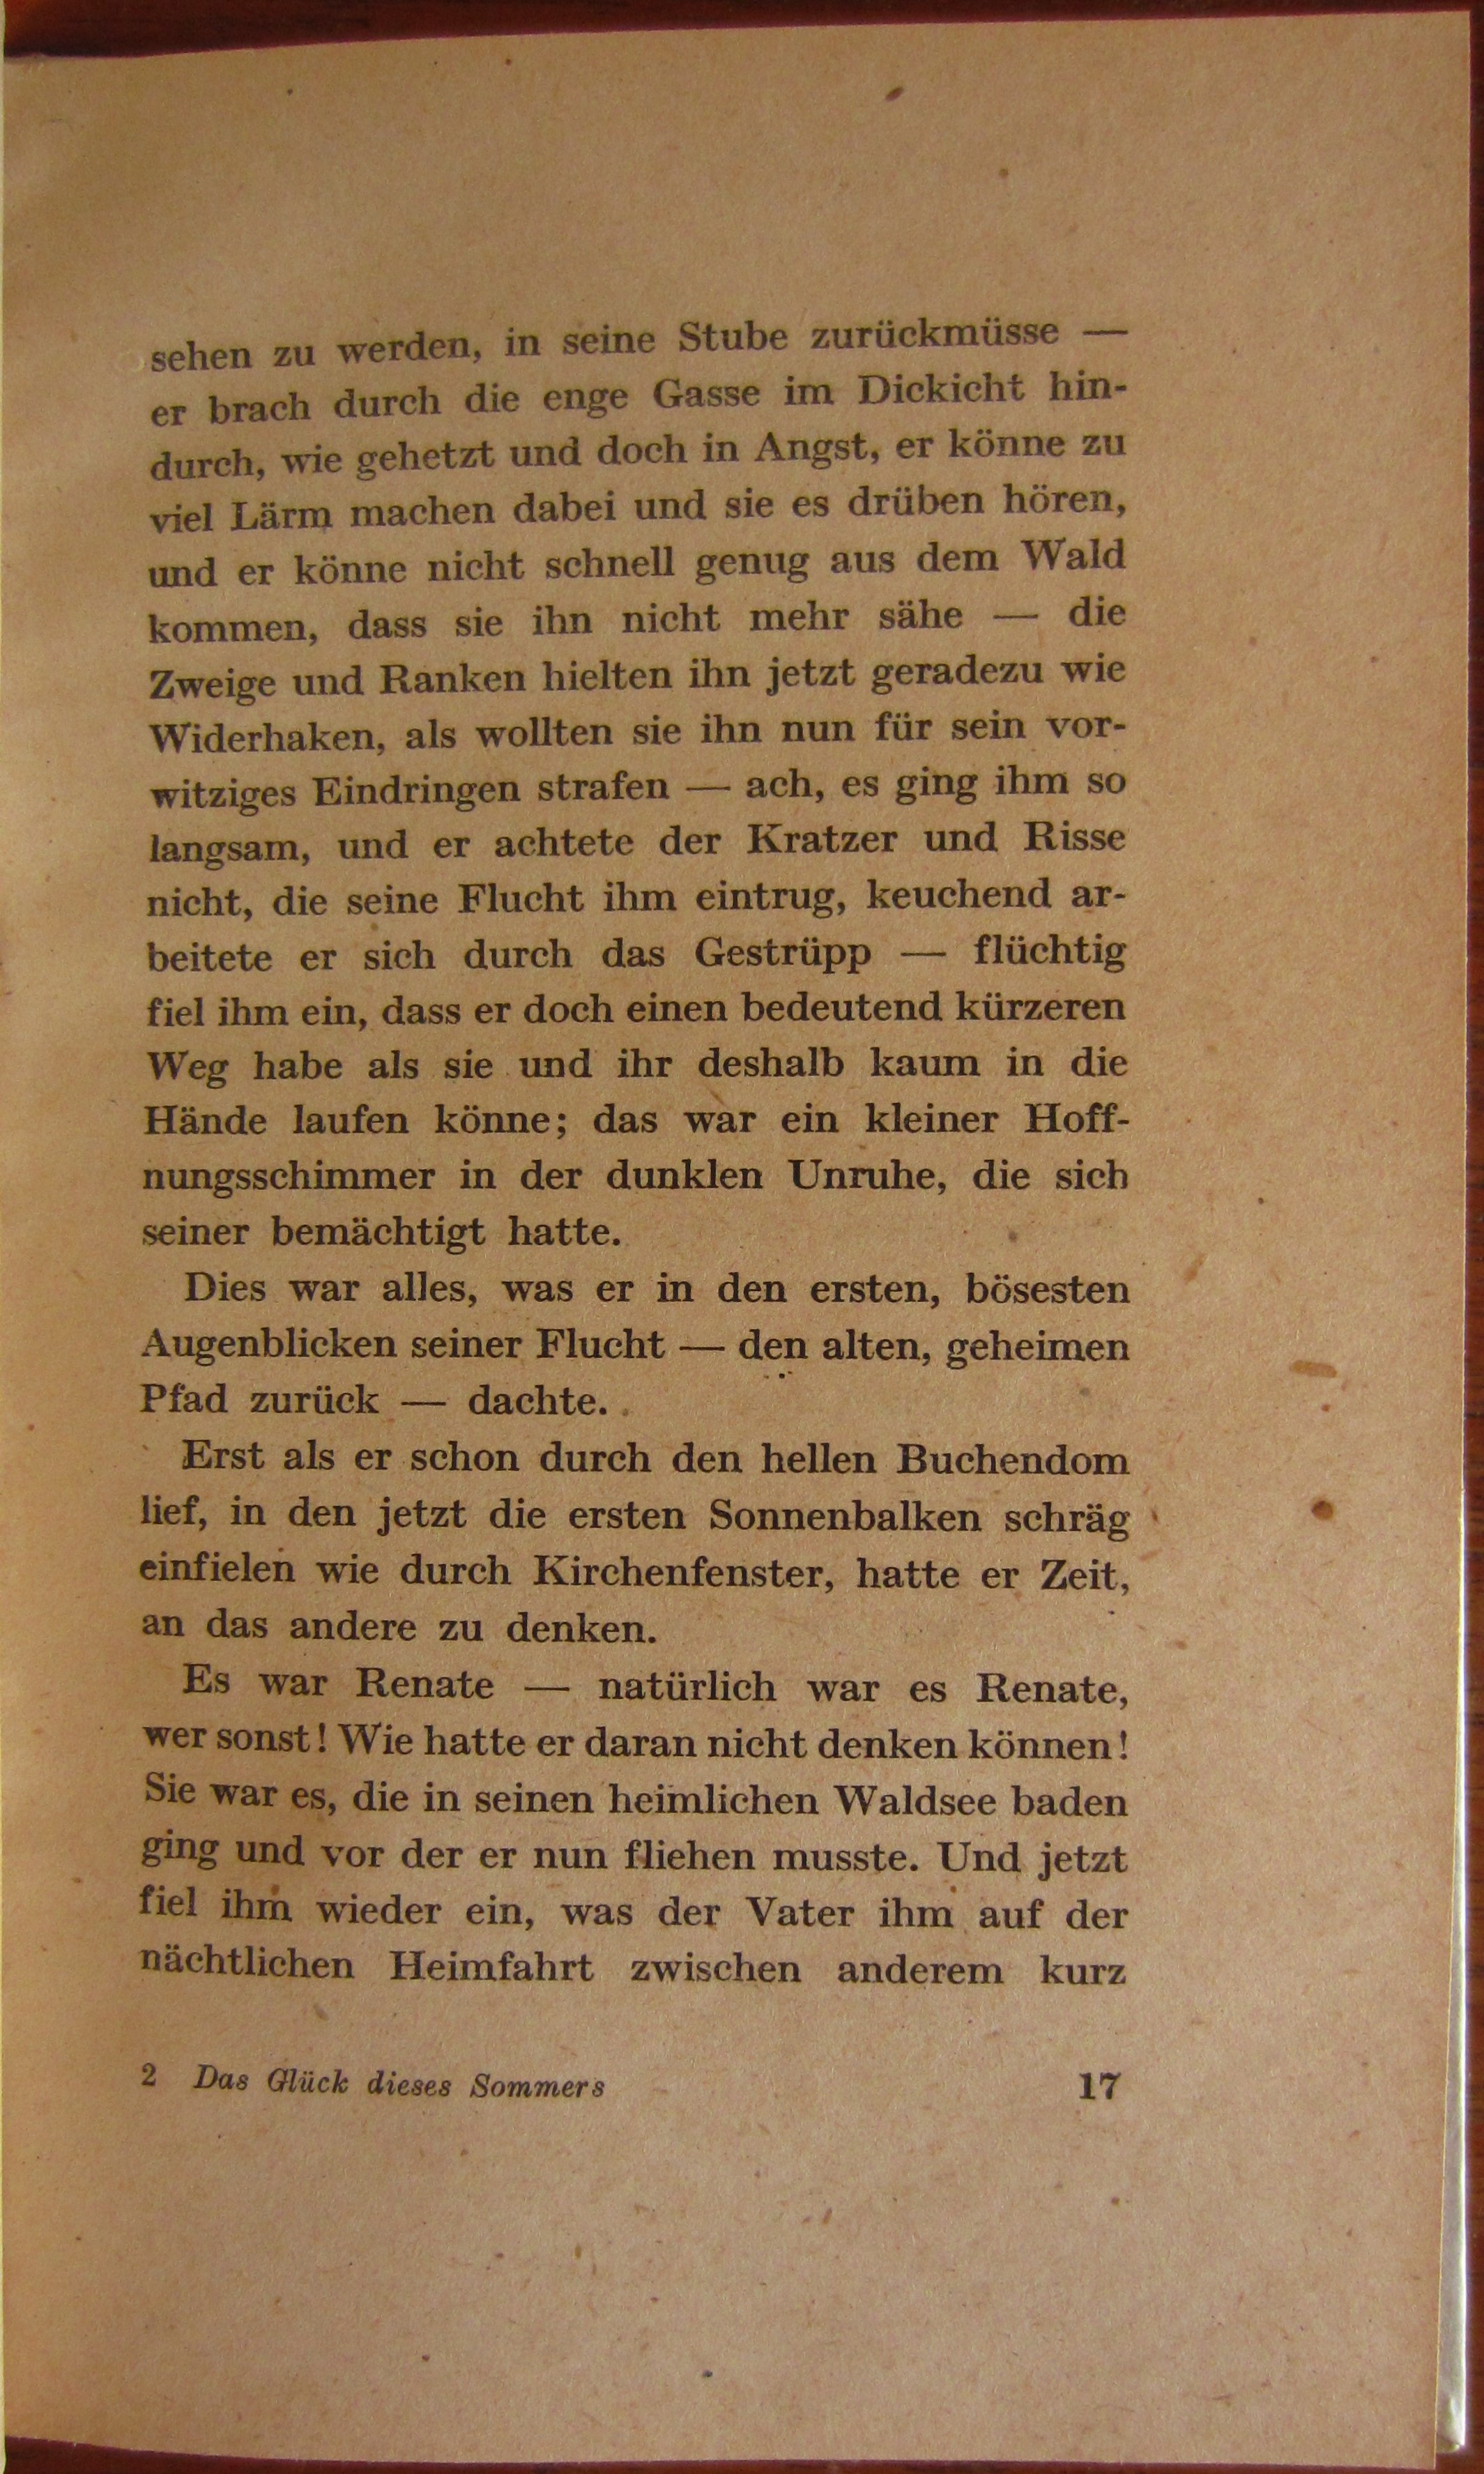 sehen zu werden, in seine Stube zurückmüsse —
er brach durch die enge Gasse im Dickicht hin-
durch, wie gehetzt und doch in Angst, er könne zu
viel Lärm machen dabei und sie es drüben hören,
und er könne nicht schnell genug aus dem Wald
kommen, dass sie ihn nicht mehr sähe — die
Zweige und Ranken hielten ihn jetzt geradezu wie
Widerhaken, als wollten sie ihn nun für sein vor-
witziges Eindringen strafen — ach, es ging ihm so
langsam, und er achtete der Kratzer und Risse
nicht, die seine Flucht ihm eintrug, keuchend ar-
beitete er sich durch das Gestrüpp — flüchtig
fiel ihm ein, dass er doch einen bedeutend kürzeren
Weg habe als sie und ihr deshalb kaum in die
Hände laufen könne; das war ein kleiner Hoff-
nungsschimmer in der dunklen Unruhe, die sich
seiner bemächtigt hatte.
Dies war alles, was er in den ersten, bösesten
Augenblicken seiner Flucht — den alten, geheimen
Pfad zurück — dachte.
Erst als er schon durch den hellen Buchendom
lief, in den jetzt die ersten Sonnenbalken schräg
einfielen wie durch Kirchenfenster, hatte er Zeit,
an das andere zu denken.
Es war Renate — natürlich war es Renate,
wer sonst! Wie hatte er daran nicht denken können!
Sie war es, die in seinen heimlichen Waldsee baden
ging und vor der er nun fliehen musste. Und jetzt
fiel ihm wieder ein, was der Vater ihm auf der
nächtlichen Heimfahrt zwischen anderem kurz
2 Das Glück dieses Sommers 17